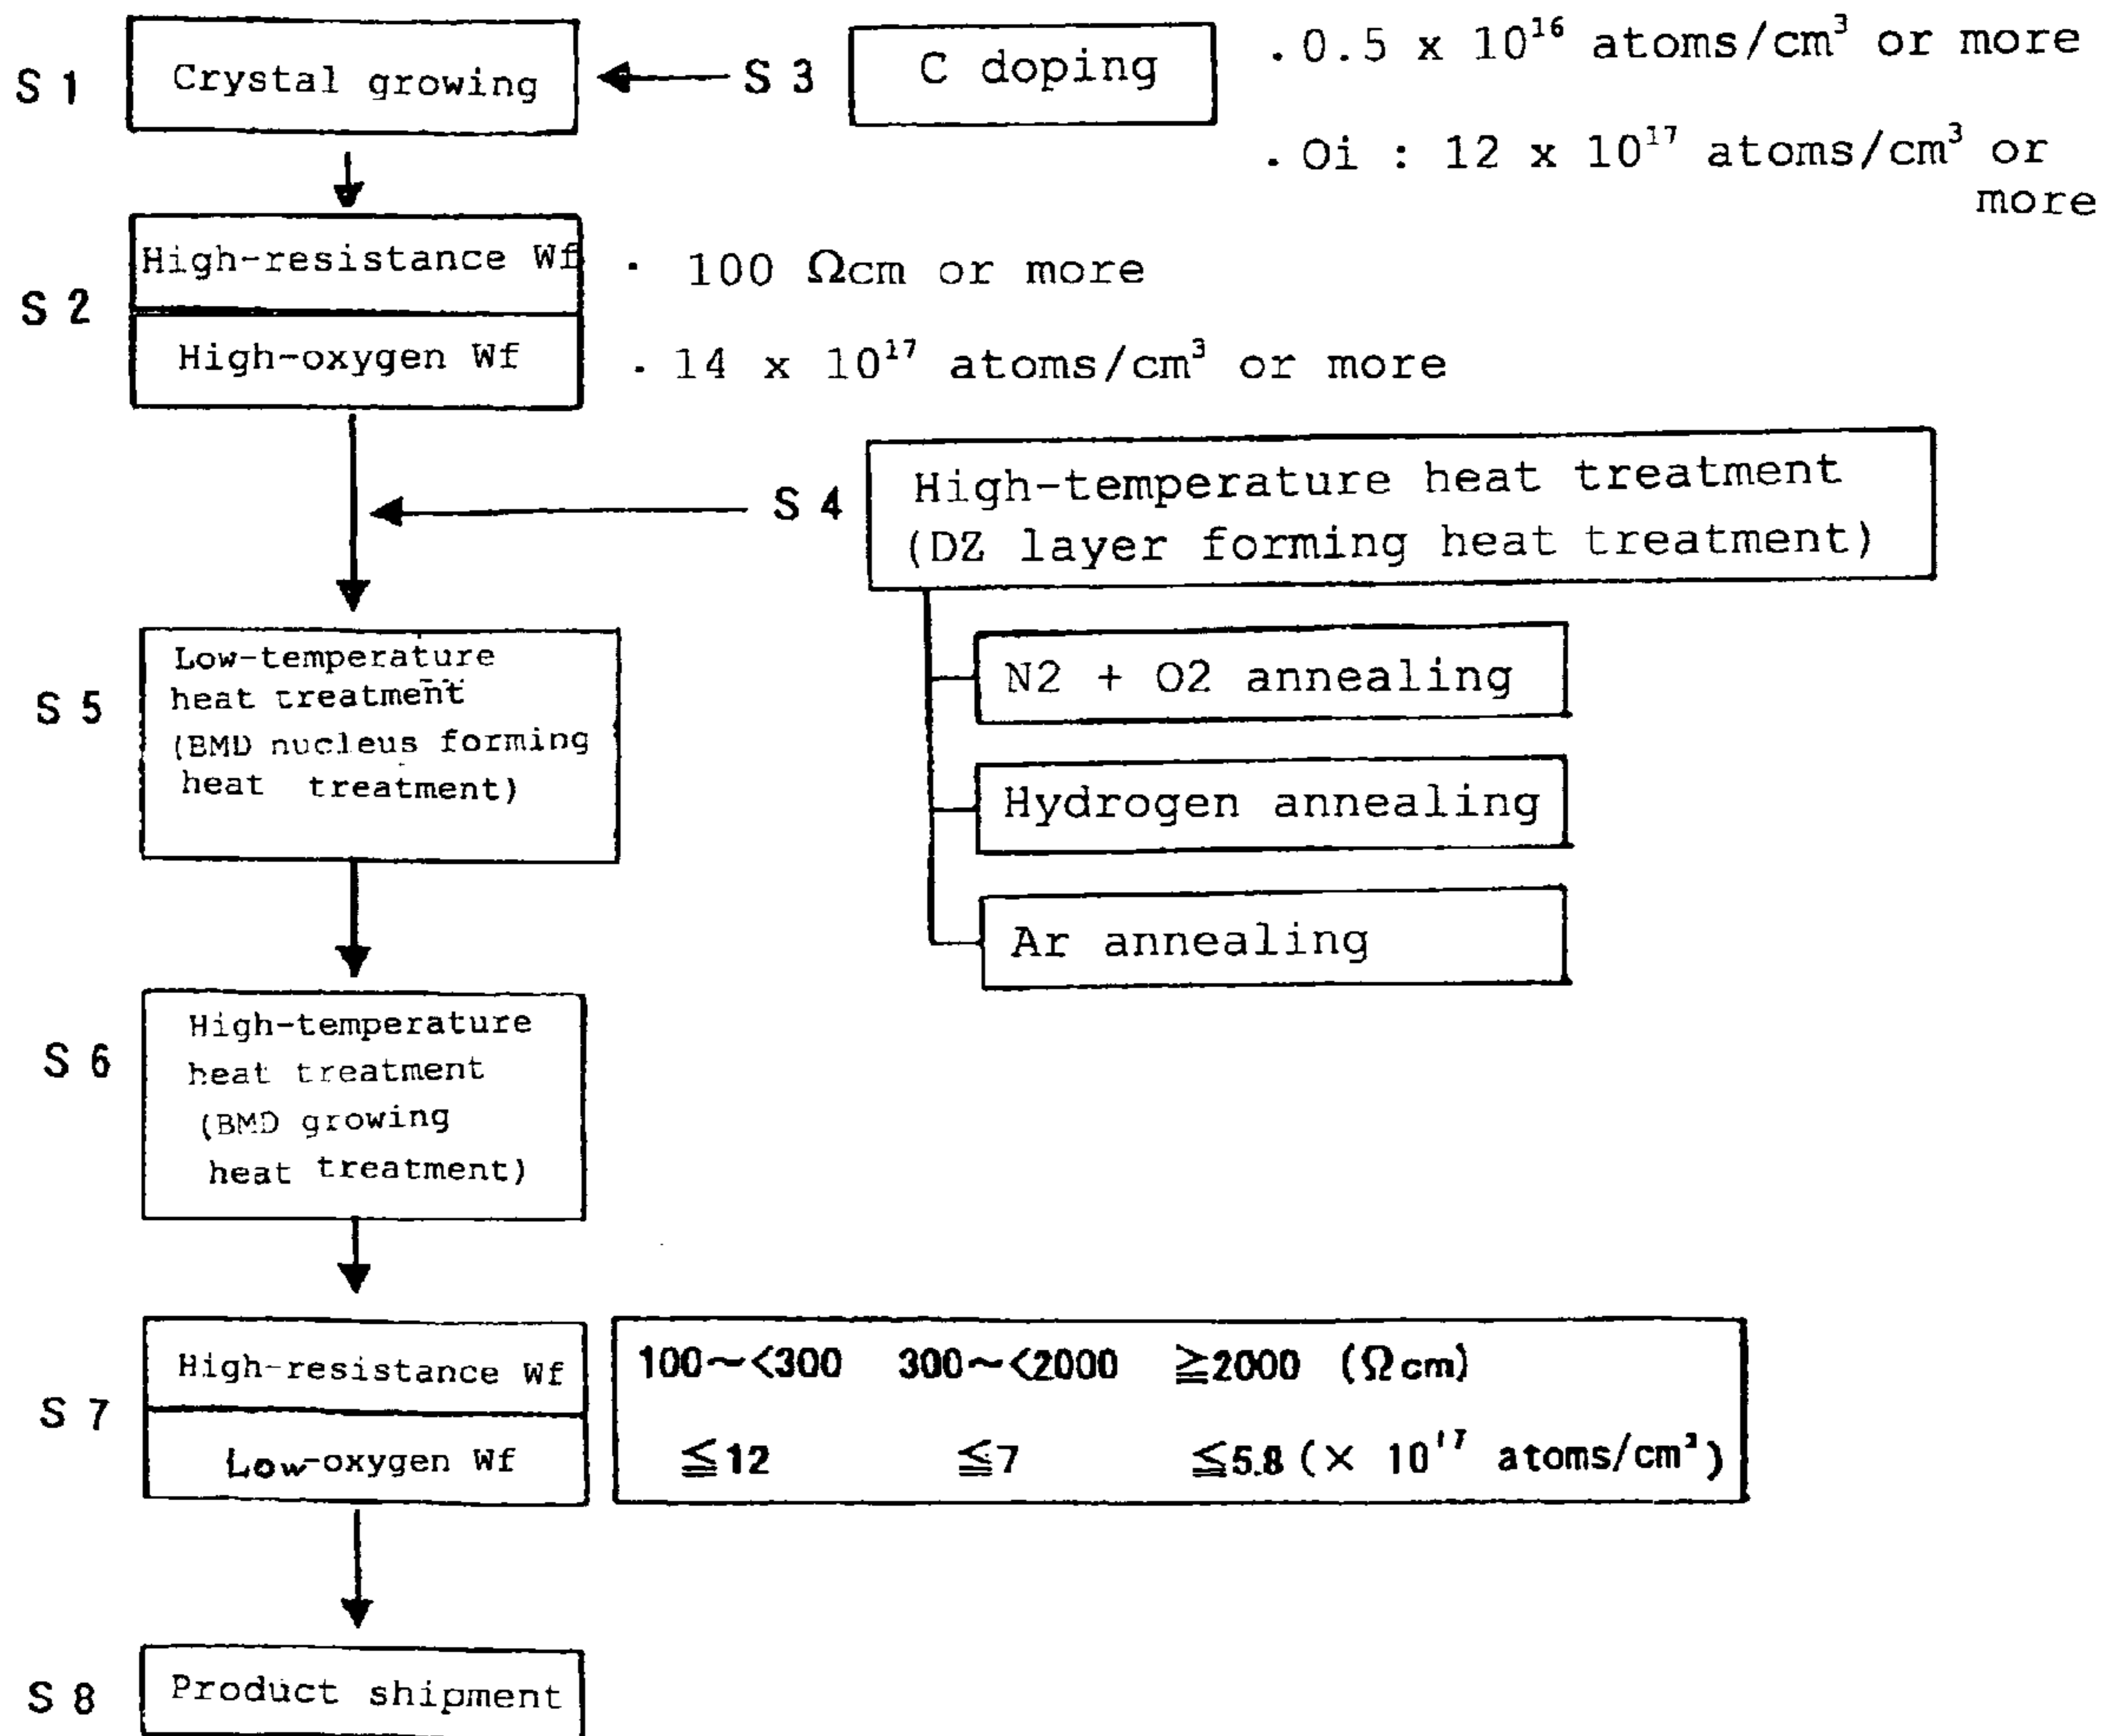 S 1
Crystal growing
S 3
C doping
. 0.5 x 10¹⁶ atoms/cm³ or more
. Oi : 12 x 10¹⁷ atoms/cm³ or
more
S 2
High-resistance Wf
· 100 Ωcm or more
High-oxygen Wf
. 14 x 10¹⁷ atoms/cm³ or more
S 4
High-temperature heat treatment
(DZ layer forming heat treatment)
N2 + O2 annealing
Hydrogen annealing
Ar annealing
S 5
Low-temperature
heat treatment
(BMD nucleus forming
heat treatment)
S 6
High-temperature
heat treatment
(BMD growing
heat treatment)
S 7
High-resistance Wf
100~<300 300~<2000 ≧2000 (Ωcm)
Low-oxygen Wf
≦12 ≦7 ≦5.8 (× 10¹⁷ atoms/cm³)
S 8
Product shipment